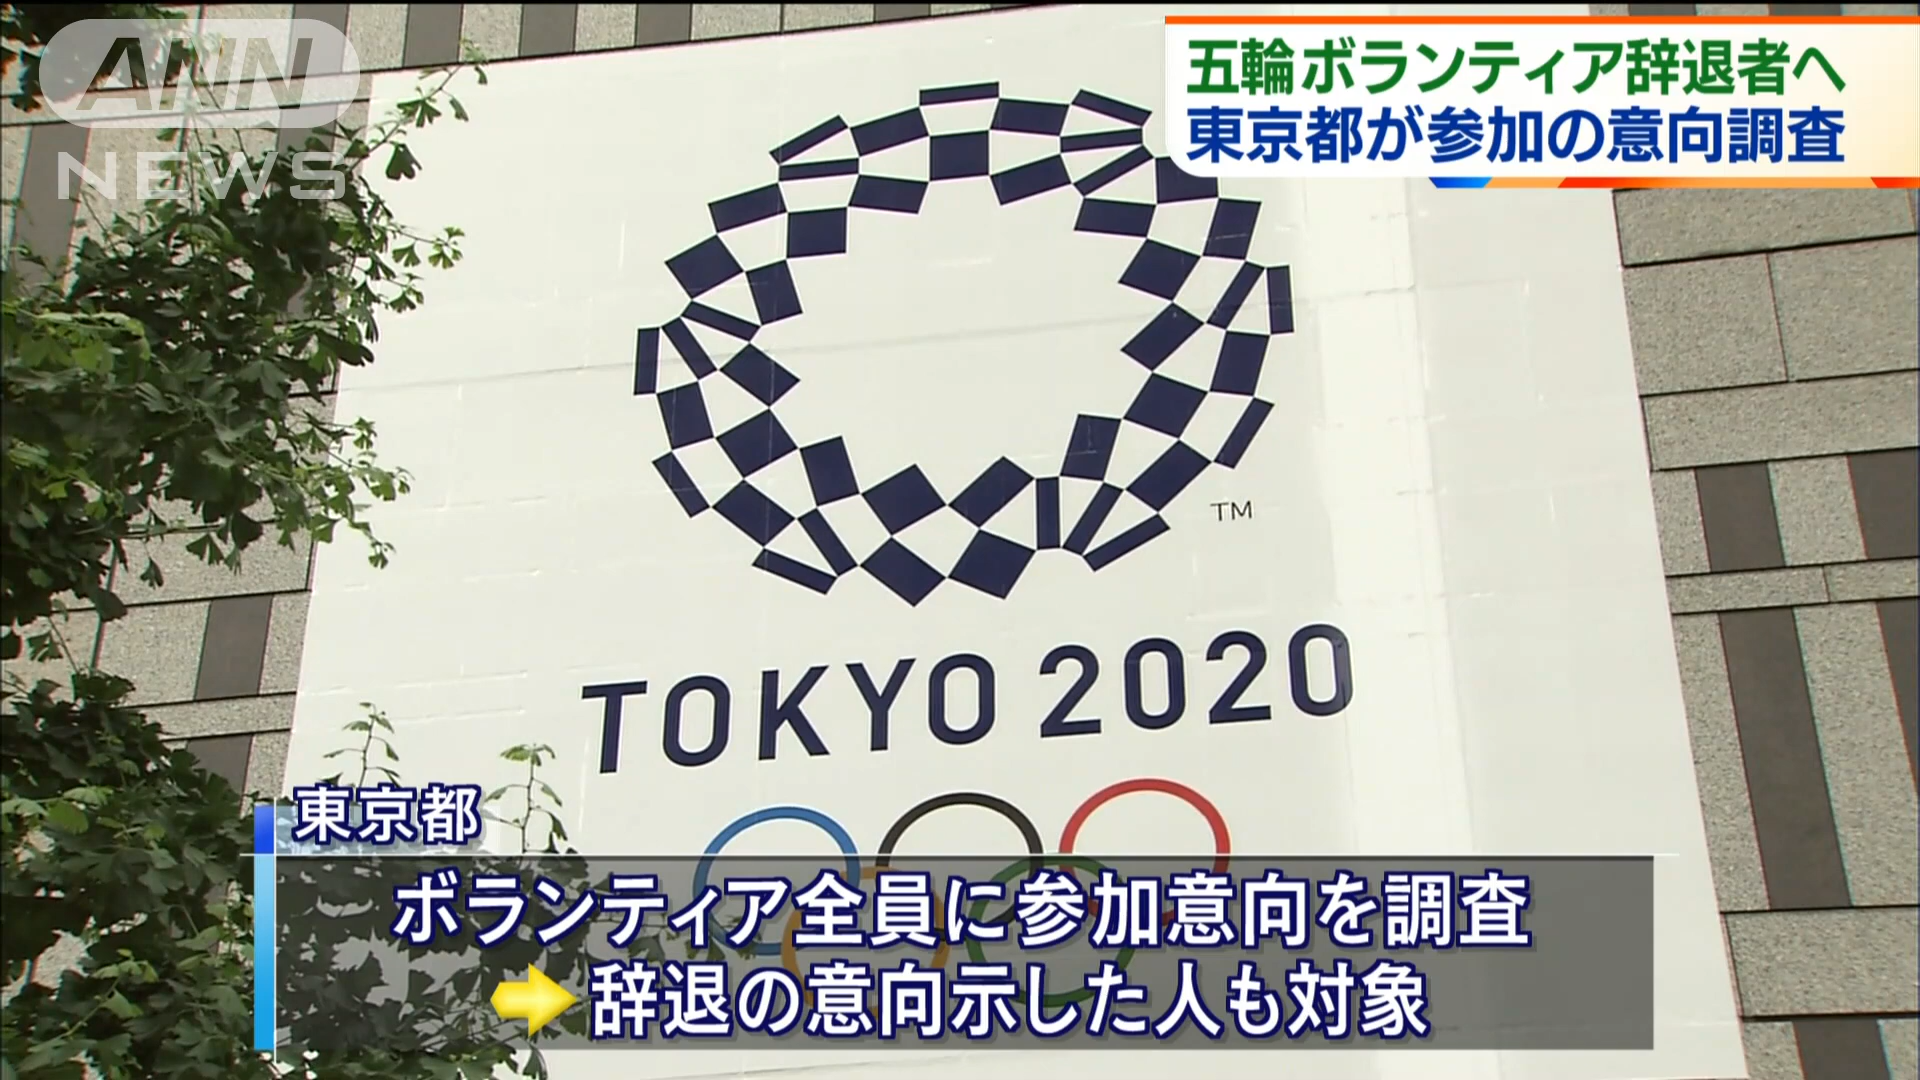 ANN
NEWS
五輪ボランティア辞退者へ
東京都が参加の意向調査
TM
TOKYO 2020
東京都
ボランティア全員に参加意向を調査
辞退の意向示した人も対象